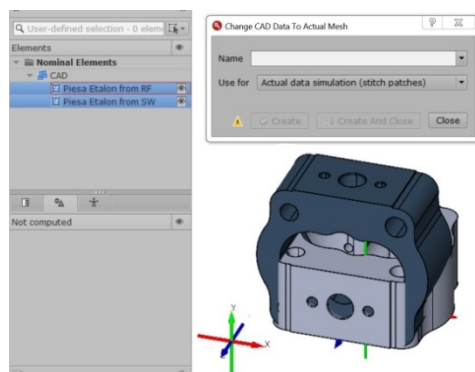 User-defined selection - 0 elem
Elements
Nominal Elements
CAD
Piesa Etalon from RF
Piesa Etalon from SW
Not computed
Change CAD Data To Actual Mesh
Name
Use for
Actual data simulation (stitch patches)
Create
Create And Close
Close
Y
X